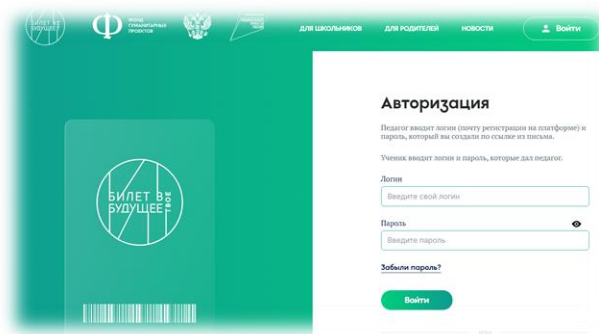 БИЛЕТ В
БУДУЩЕЕ
ФОНД
ГУМАНИТАРНЫХ
ПРОЕКТОВ
ДЛЯ ШКОЛЬНИКОВ
ДЛЯ РОДИТЕЛЕЙ
НОВОСТИ
Войти
Авторизация
Педагог вводит логин (почту регистрации на платформе) и
пароль, который вы создали по ссылке из письма.
Ученик вводит логин и пароль, которые дал педагог.
Логин
Введите свой логин
Пароль
Введите пароль
Забыли пароль?
Войти
БИЛЕТ В
БУДУЩЕЕ
ТВОЁ